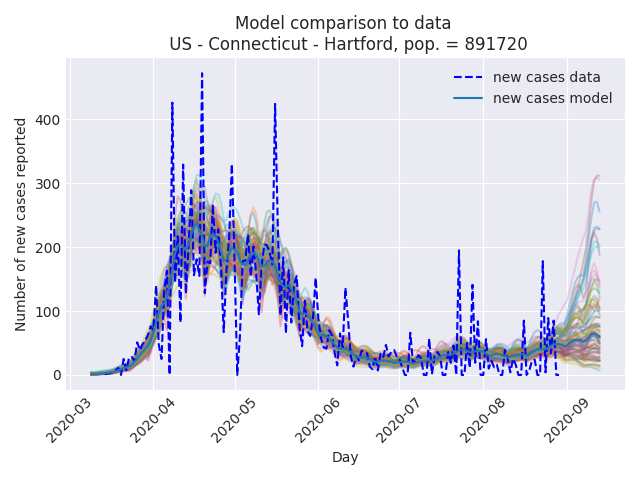 Model comparison to data
US - Connecticut - Hartford, pop. = 891720
new cases data
new cases model
Number of new cases reported
400
300
200
100
0
2020-03
2020-04
2020-05
2020-06
2020-07
2020-08
2020-09
Day